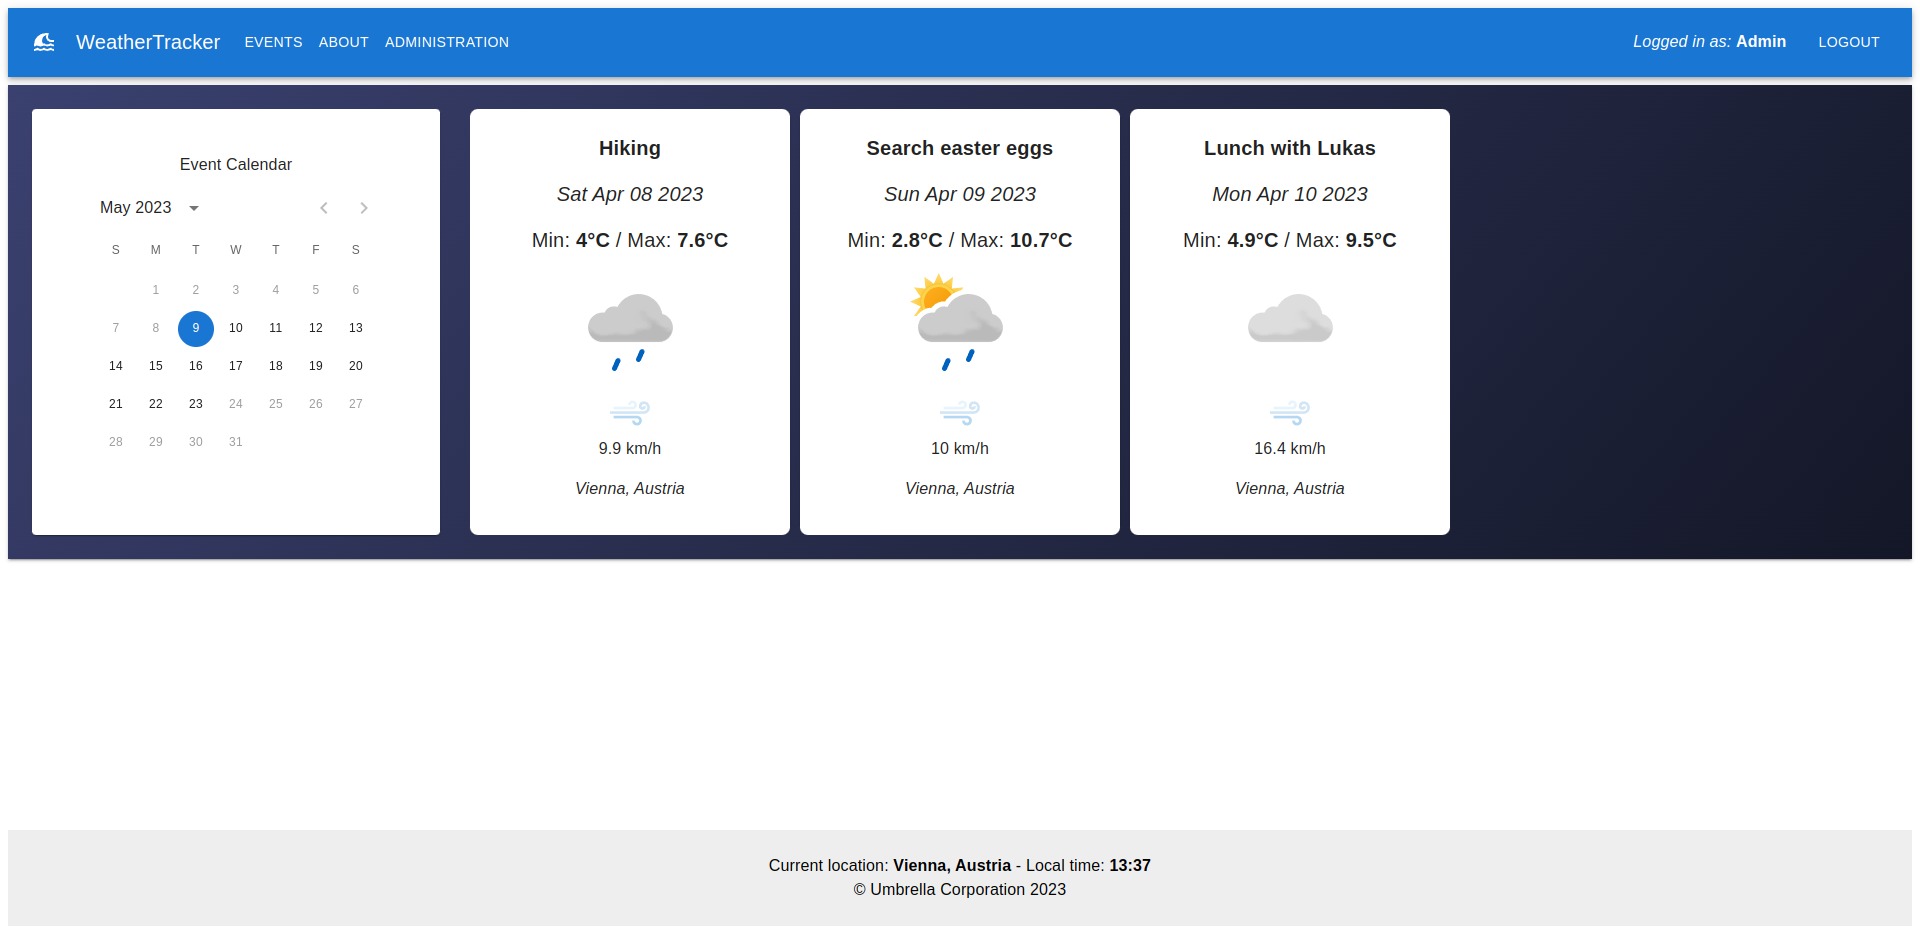 WeatherTracker EVENTS ABOUT ADMINISTRATION Logged in as: Admin LOGOUT
Event Calendar
May 2023
S M T W T F S
1 2 3 4 5 6
7 8 9 10 11 12 13
14 15 16 17 18 19 20
21 22 23 24 25 26 27
28 29 30 31
Hiking
Sat Apr 08 2023
Min: 4°C / Max: 7.6°C
9.9 km/h
Vienna, Austria
Search easter eggs
Sun Apr 09 2023
Min: 2.8°C / Max: 10.7°C
10 km/h
Vienna, Austria
Lunch with Lukas
Mon Apr 10 2023
Min: 4.9°C / Max: 9.5°C
16.4 km/h
Vienna, Austria
Current location: Vienna, Austria - Local time: 13:37
© Umbrella Corporation 2023